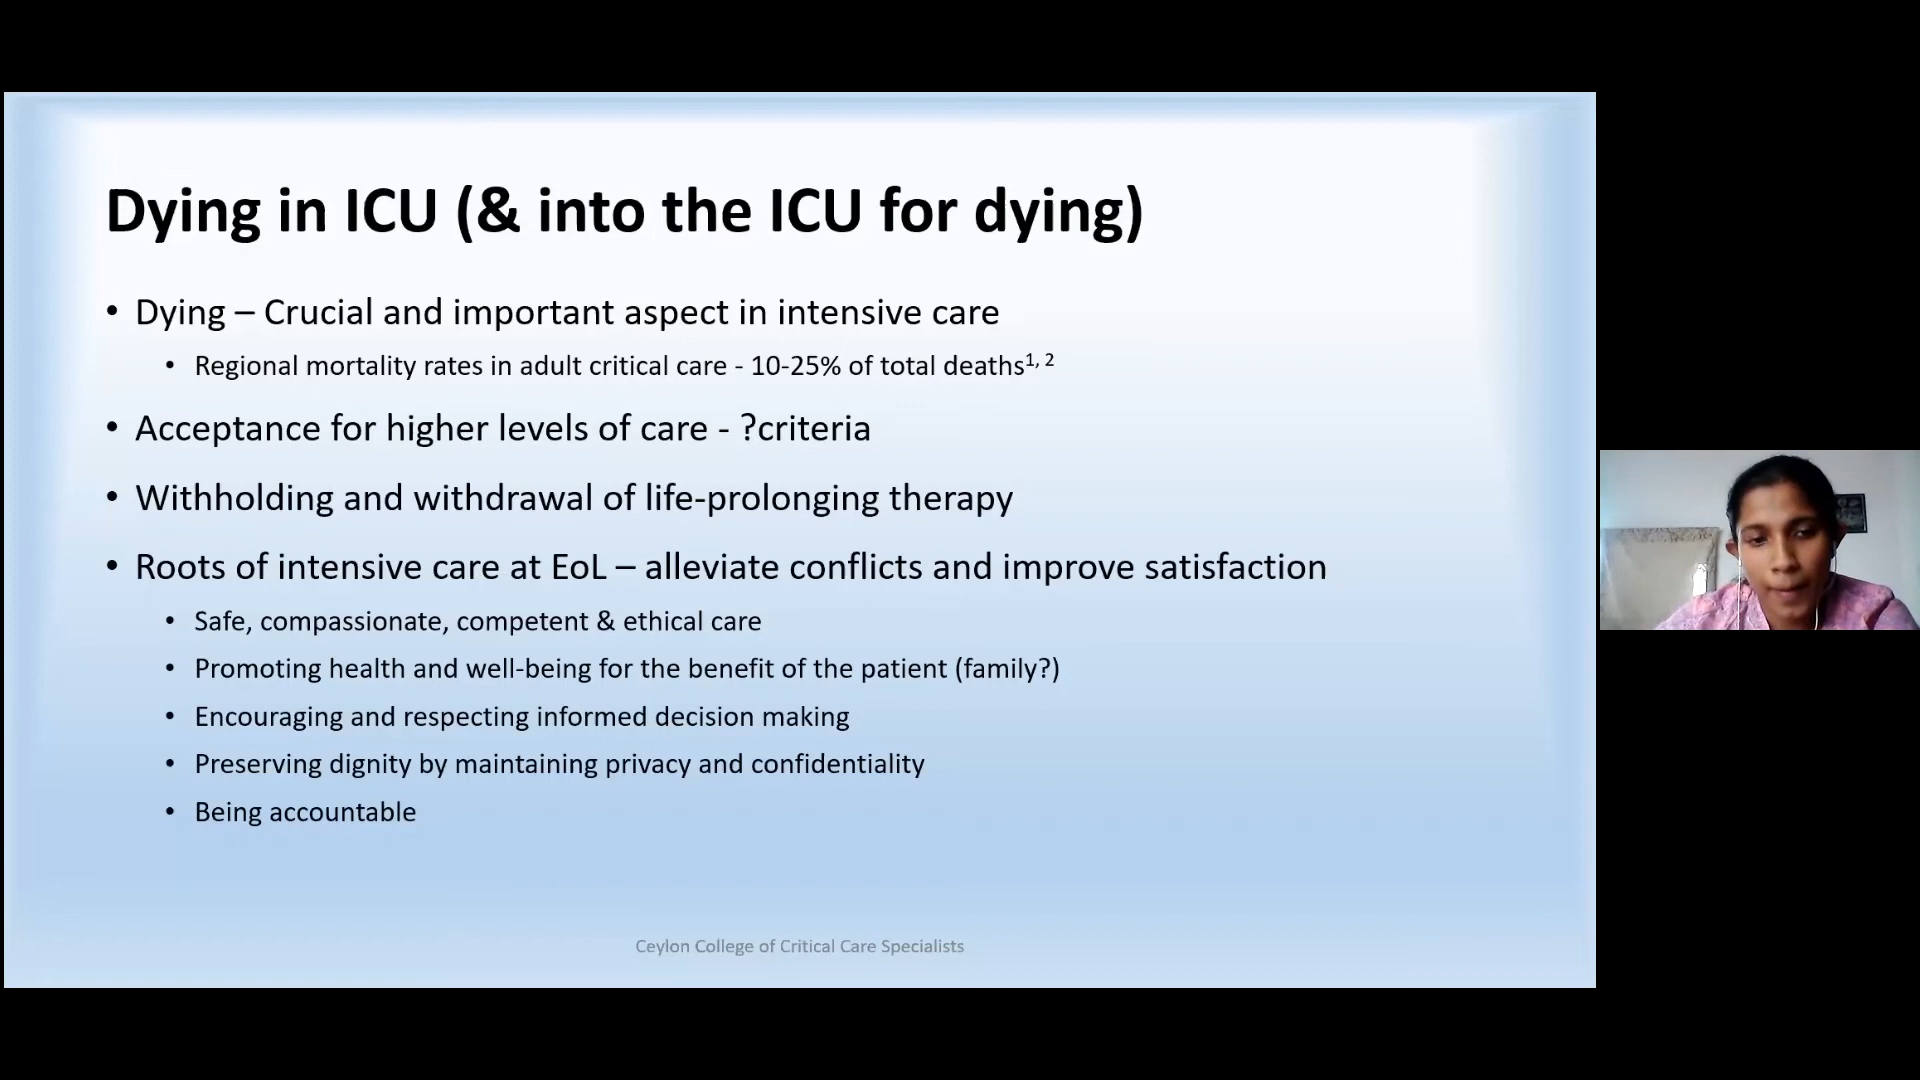 Dying in ICU (& into the ICU for dying)
• Dying – Crucial and important aspect in intensive care
• Regional mortality rates in adult critical care - 10-25% of total deaths1, 2
• Acceptance for higher levels of care - ?criteria
• Withholding and withdrawal of life-prolonging therapy
• Roots of intensive care at EoL – alleviate conflicts and improve satisfaction
• Safe, compassionate, competent & ethical care
• Promoting health and well-being for the benefit of the patient (family?)
• Encouraging and respecting informed decision making
• Preserving dignity by maintaining privacy and confidentiality
• Being accountable
Ceylon College of Critical Care Specialists